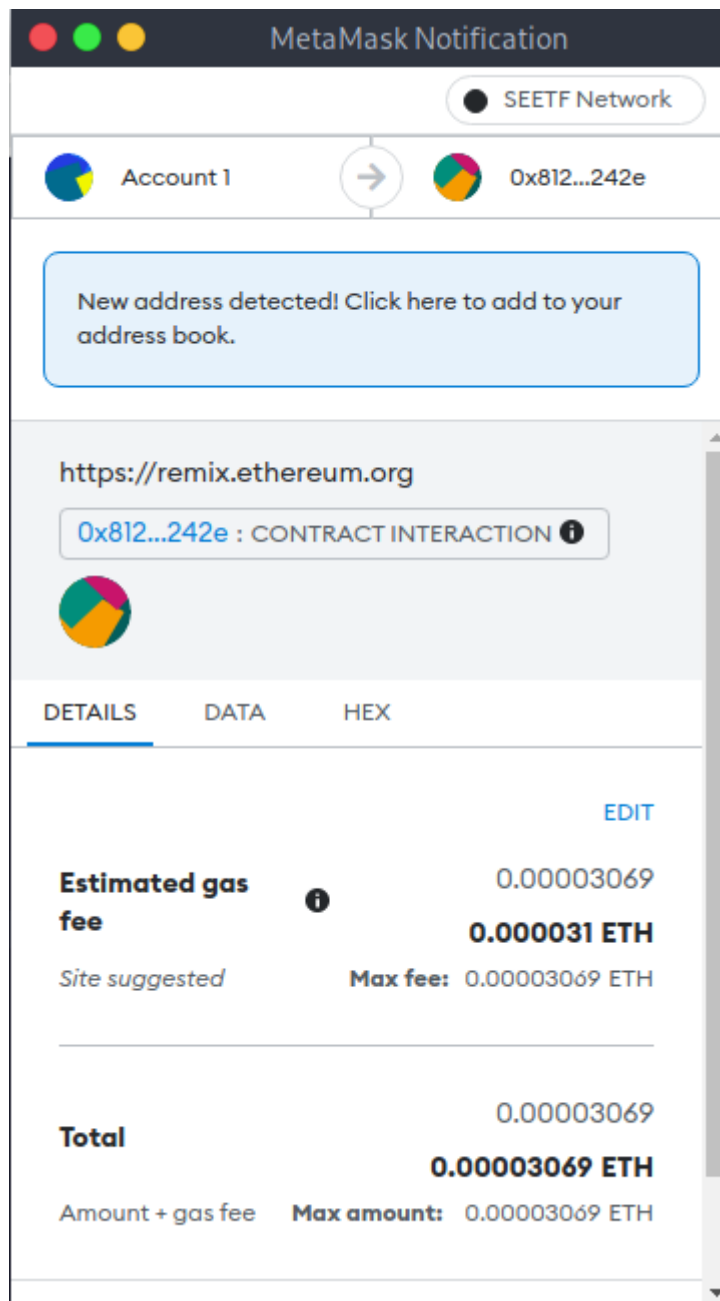 MetaMask Notification
SEETF Network
Account 1
0x812...242e
New address detected! Click here to add to your
address book.
https://remix.ethereum.org
0x812...242e : CONTRACT INTERACTION
DETAILS DATA HEX
EDIT
Estimated gas fee
0.00003069
0.000031 ETH
Site suggested
Max fee: 0.00003069 ETH
Total
0.00003069
0.00003069 ETH
Amount + gas fee
Max amount: 0.00003069 ETH